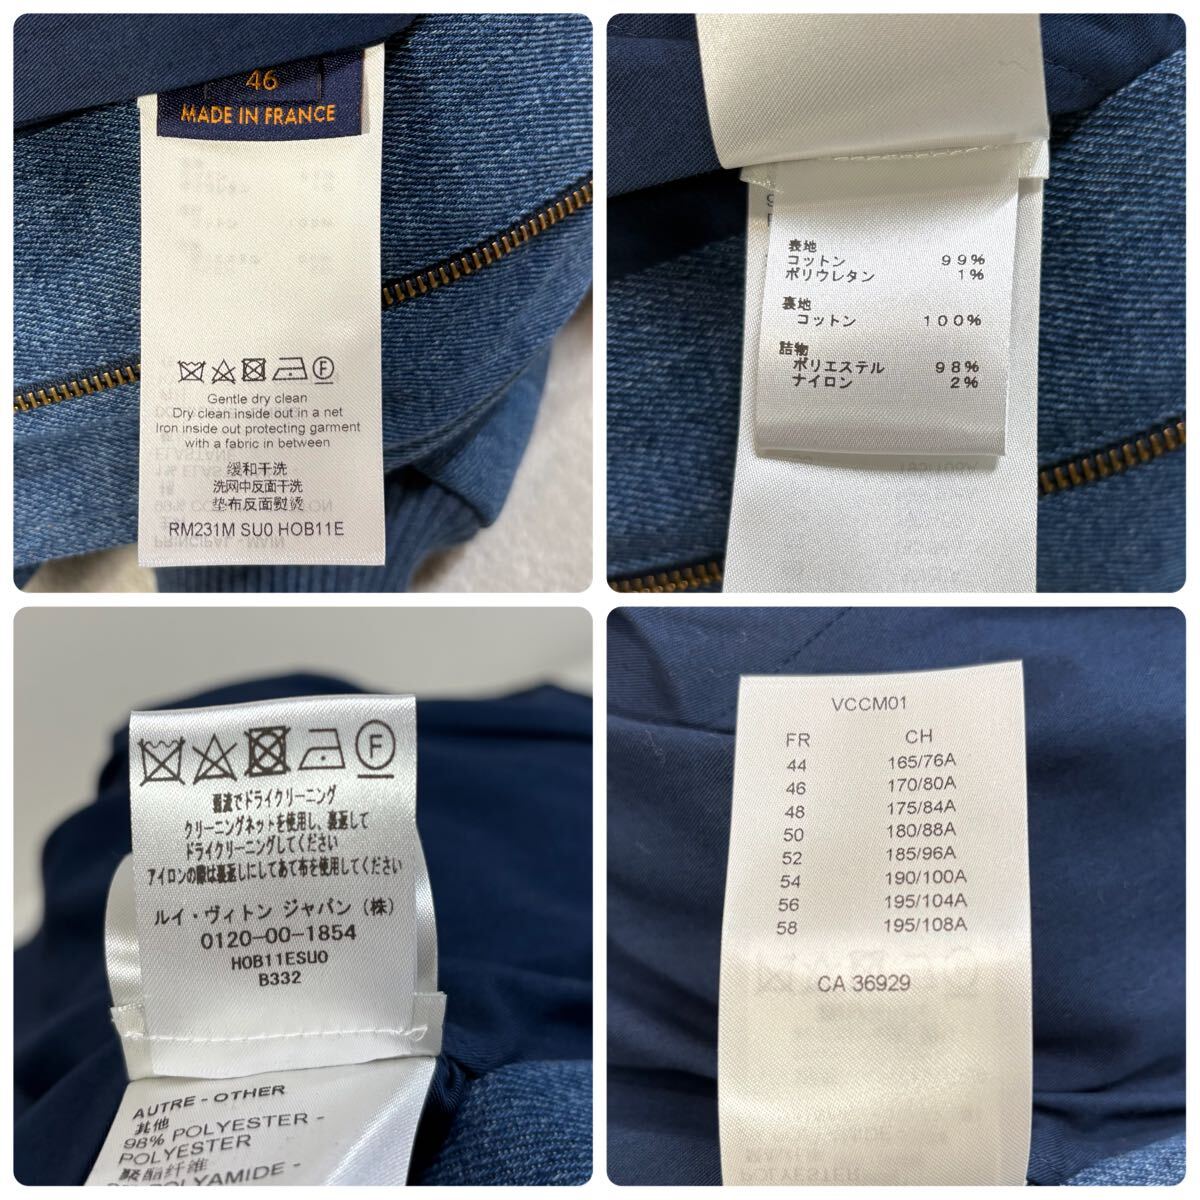 46
MADE IN FRANCE
Gentle dry clean
Dry clean inside out in a net
Iron inside out protecting garment
with a fabric in between
缓和干洗
洗网中反面干洗
垫布反面熨烫
RM231M SU0 HOB11E
表地
コットン 99%
ポリウレタン 1%
裏地
コットン 100%
詰物
ポリエステル 98%
ナイロン 2%
F
弱流でドライクリーニング
クリーニングネットを使用し、裏返して
ドライクリーニングしてください
アイロンの際は裏返しにしてあて布を使用してください
ルイ・ヴィトン ジャパン (株)
0120-00-1854
HOB11ESUO
B332
AUTRE - OTHER
其他
98% POLYESTER -
POLYESTER
聚酯纤维
POLYAMIDE -
VCCM01
FR CH
44 165/76A
46 170/80A
48 175/84A
50 180/88A
52 185/96A
54 190/100A
56 195/104A
58 195/108A
CA 36929